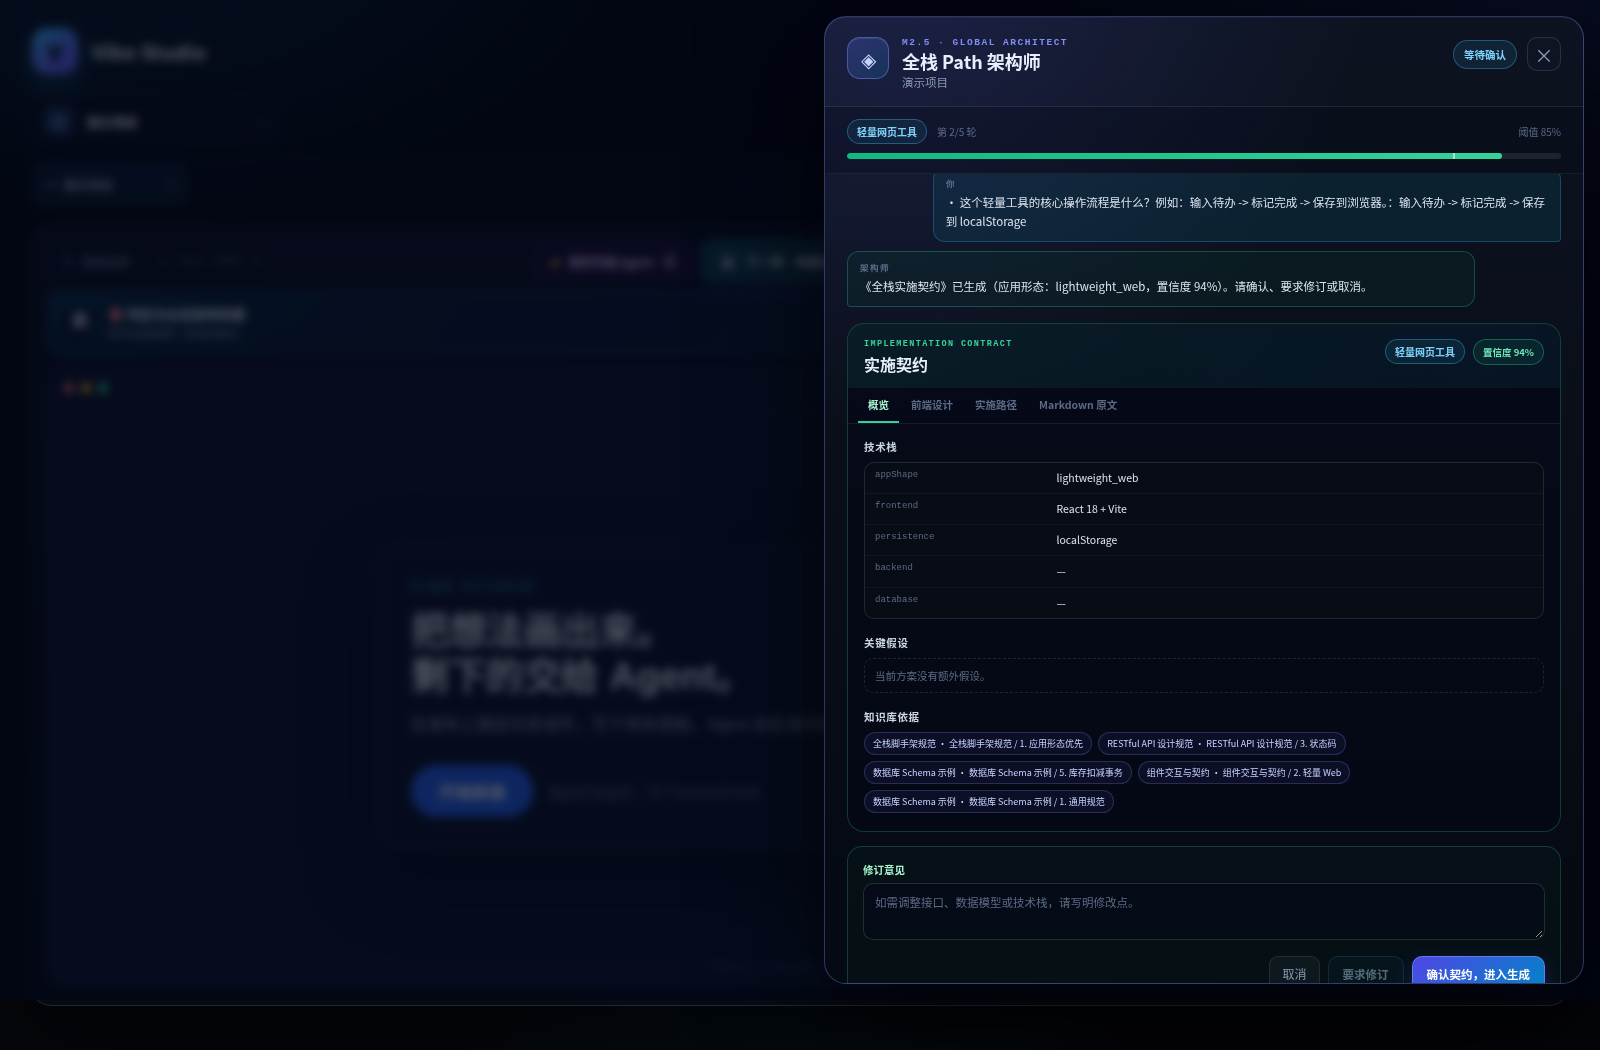 Vibe Studio
把想法画出来。
剩下的交给 Agent。
M2.5 · GLOBAL ARCHITECT
全栈 Path 架构师
演示项目
等待确认
轻量网页工具
第 2/5 轮
阈值 85%
你
• 这个轻量工具的核心操作流程是什么？例如：输入待办 -> 标记完成 -> 保存到浏览器。：输入待办 -> 标记完成 -> 保存
到 localStorage
架构师
《全栈实施契约》已生成（应用形态：lightweight_web，置信度 94%）。请确认、要求修订或取消。
IMPLEMENTATION CONTRACT
实施契约
轻量网页工具
置信度 94%
概览
前端设计
实施路径
Markdown 原文
技术栈
appShape
lightweight_web
frontend
React 18 + Vite
persistence
localStorage
backend
—
database
—
关键假设
当前方案没有额外假设。
知识库依据
全栈脚手架规范 · 全栈脚手架规范 / 1. 应用形态优先
RESTful API 设计规范 · RESTful API 设计规范 / 3. 状态码
数据库 Schema 示例 · 数据库 Schema 示例 / 5. 库存扣减事务
组件交互与契约 · 组件交互与契约 / 2. 轻量 Web
数据库 Schema 示例 · 数据库 Schema 示例 / 1. 通用规范
修订意见
如需调整接口、数据模型或技术栈，请写明修改点。
取消
要求修订
确认契约，进入生成